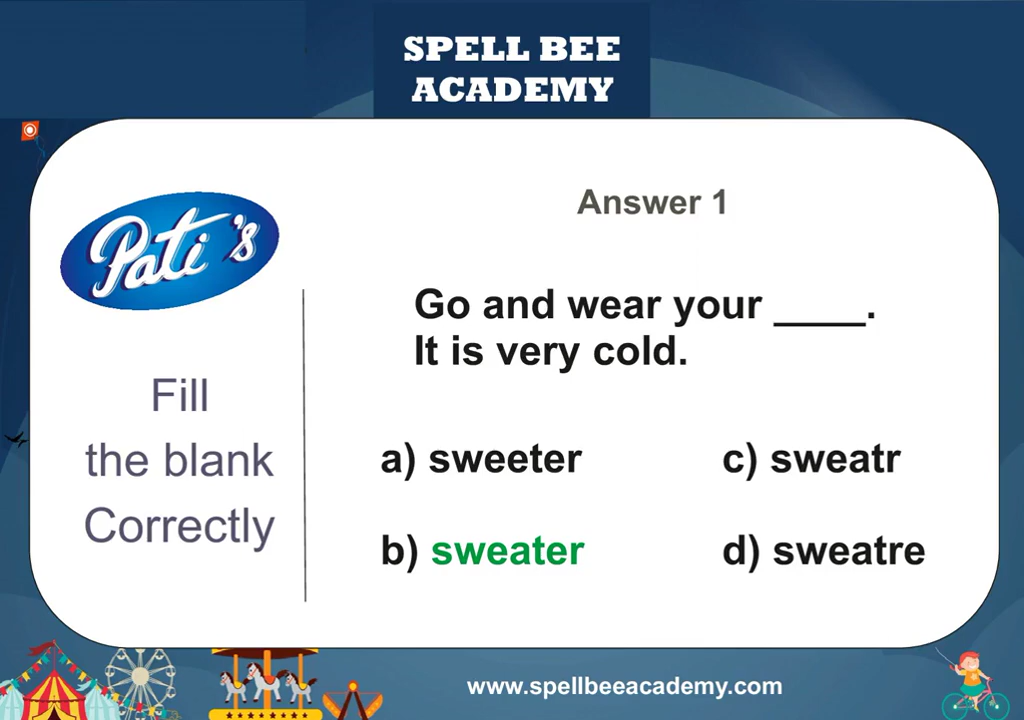 SPELL BEE
ACADEMY
Pati's
Fill
the blank
Correctly
Answer 1
Go and wear your ____.
It is very cold.
a) sweeter
b) sweater
c) sweatr
d) sweatre
www.spellbeeacademy.com